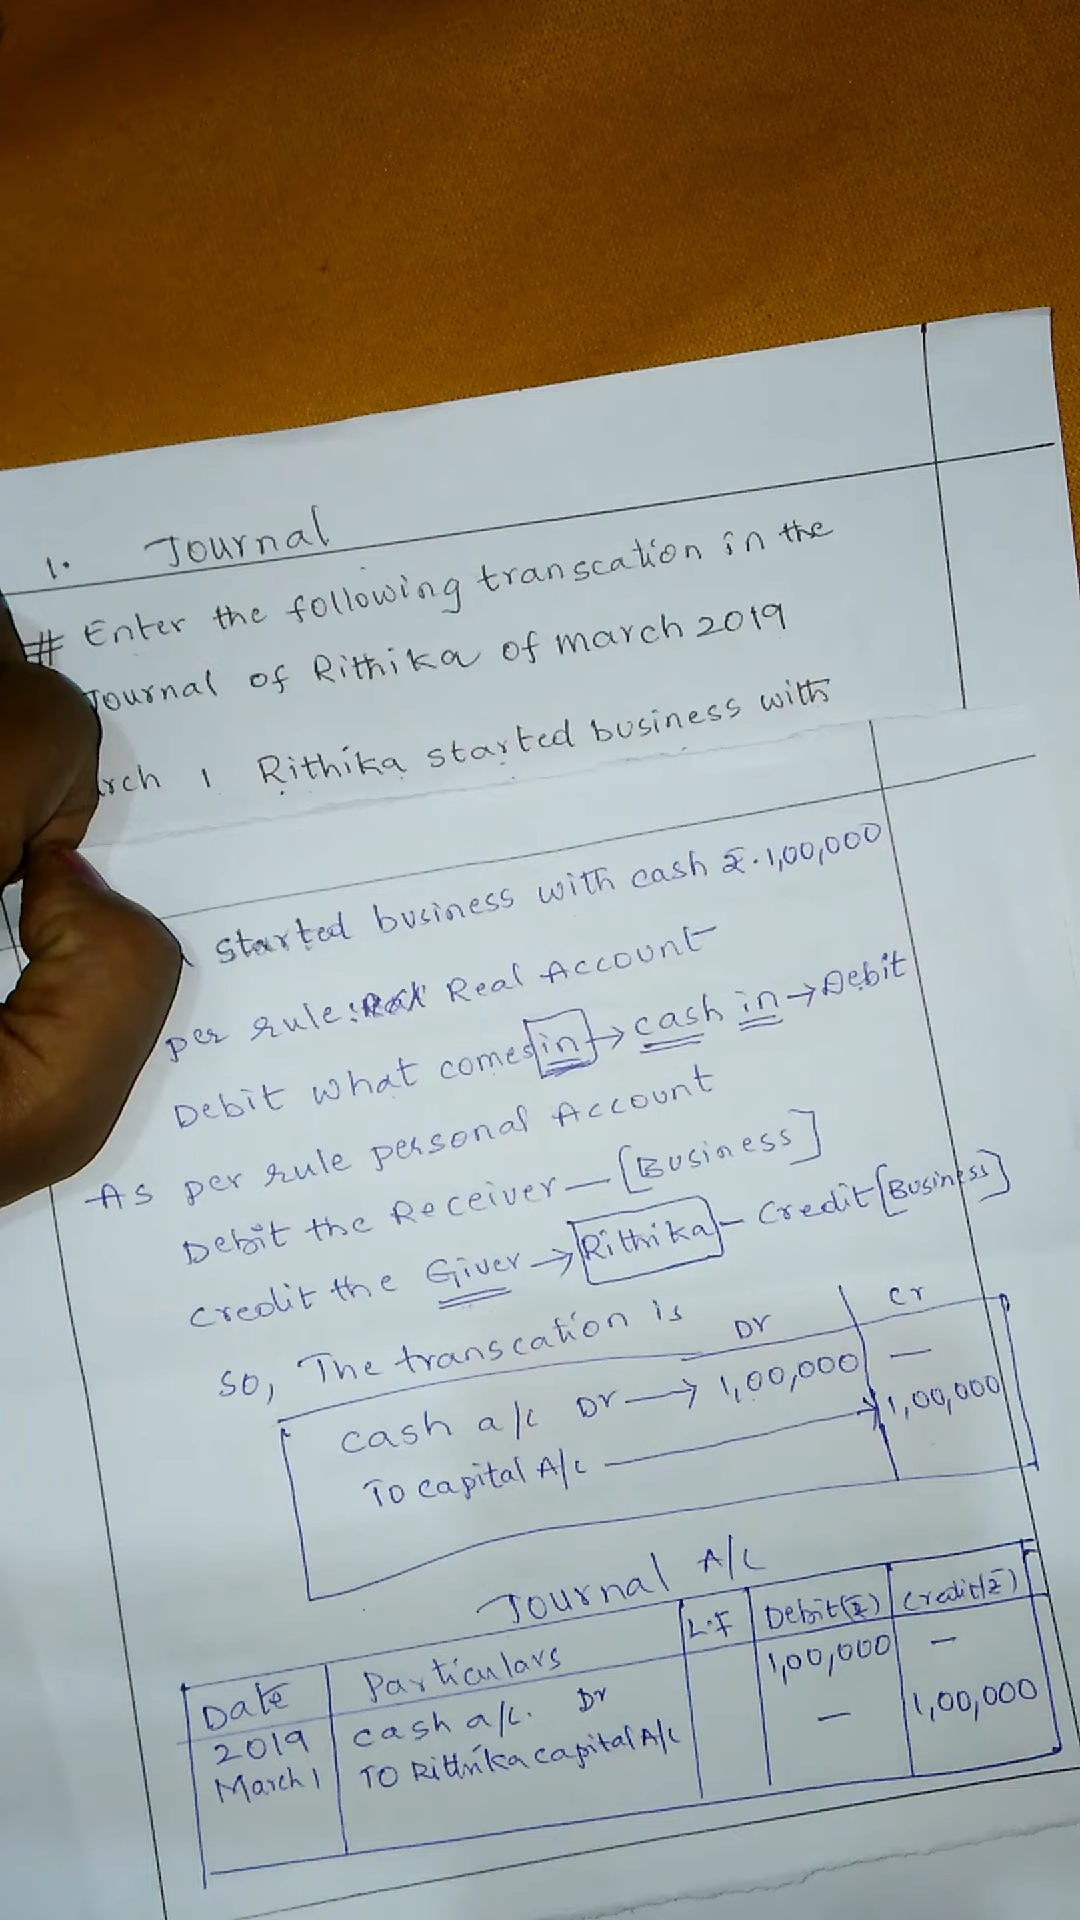 1. Journal
# Enter the following transcation in the
Journal of Rithika of march 2019
rch 1 Rithika started business with
started business with cash ₹.1,00,000
per rule: Real Account
Debit what comes in → cash in → Debit
As per rule personal Account
Debit the Receiver — [Business]
credit the Giver → Rithika - credit [Business]
so, The transcation is Dr Cr
cash a/c Dr → 1,00,000 —
To capital A/c → 1,00,000
Journal A/c
Date Particulars L.F Debit(₹) Credit(₹)
2019 cash a/c. Dr 1,00,000 —
March 1 To Rithika capital A/c — 1,00,000